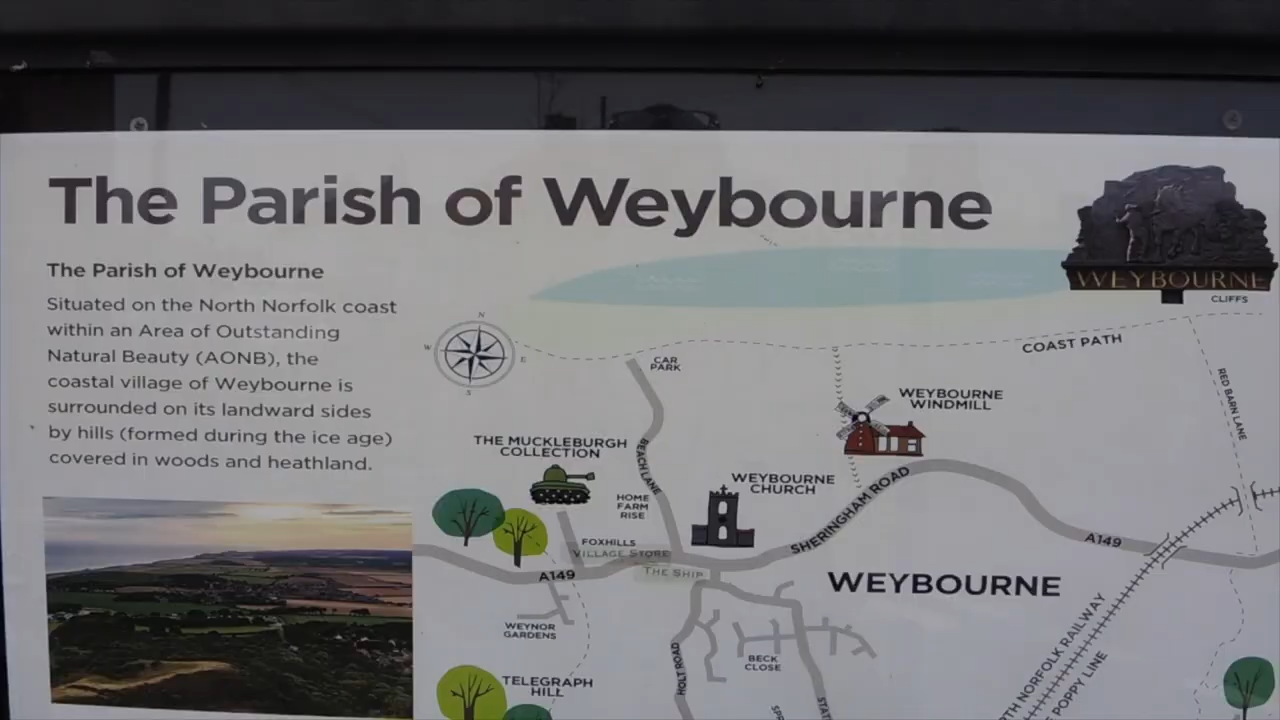 The Parish of Weybourne
WEYBOURNE
The Parish of Weybourne
Situated on the North Norfolk coast
within an Area of Outstanding
Natural Beauty (AONB), the
coastal village of Weybourne is
surrounded on its landward sides
by hills (formed during the ice age)
covered in woods and heathland.
CLIFFS
N
W
E
S
COAST PATH
CAR
PARK
RED BARN LANE
WEYBOURNE
WINDMILL
THE MUCKLEBURGH
COLLECTION
BEACH LANE
WEYBOURNE
CHURCH
HOME
FARM
RISE
SHERINGHAM ROAD
FOXHILLS
VILLAGE STORE
A149
THE SHIP
A149
WEYBOURNE
WEYNOR
GARDENS
BECK
CLOSE
HOLT ROAD
NORFOLK RAILWAY
POPPY LINE
TELEGRAPH
HILL